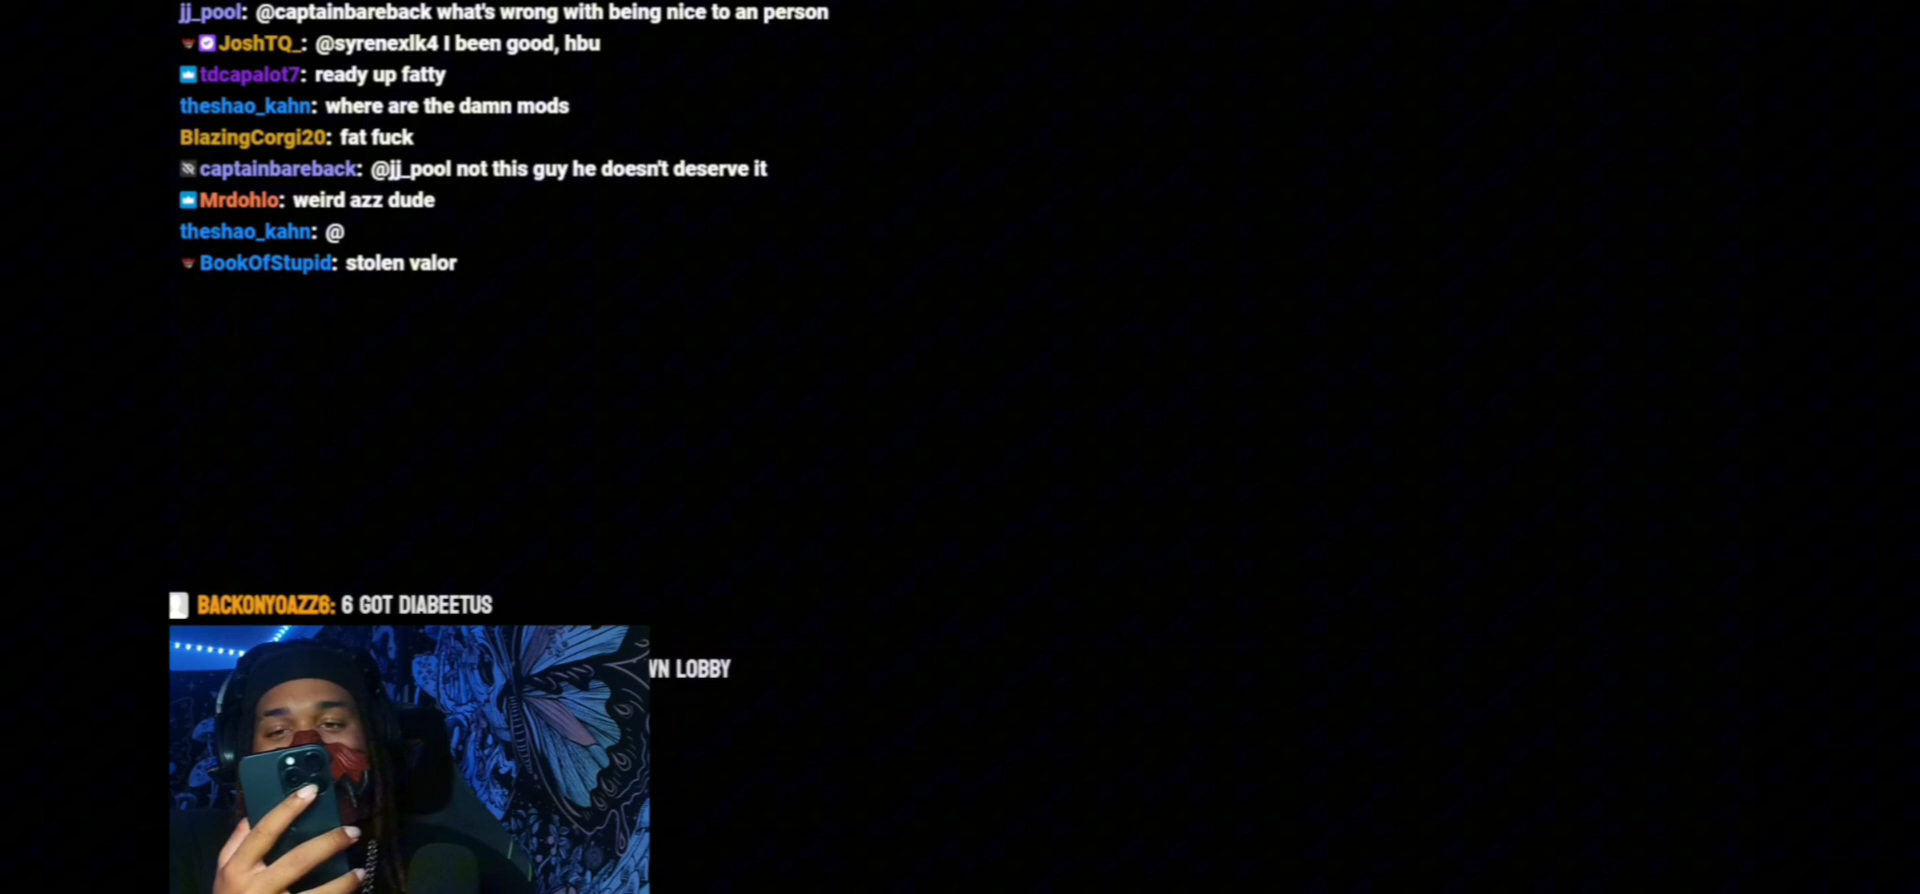 jj_pool: @captainbareback what's wrong with being nice to an person
JoshTQ_: @syrenexlk4 I been good, hbu
tdcapalot7: ready up fatty
theshao_kahn: where are the damn mods
BlazingCorgi20: fat fuck
captainbareback: @jj_pool not this guy he doesn't deserve it
Mrdohlo: weird azz dude
theshao_kahn: @
BookOfStupid: stolen valor
BACKONYOAZZ6: 6 GOT DIABEETUS
LOBBY